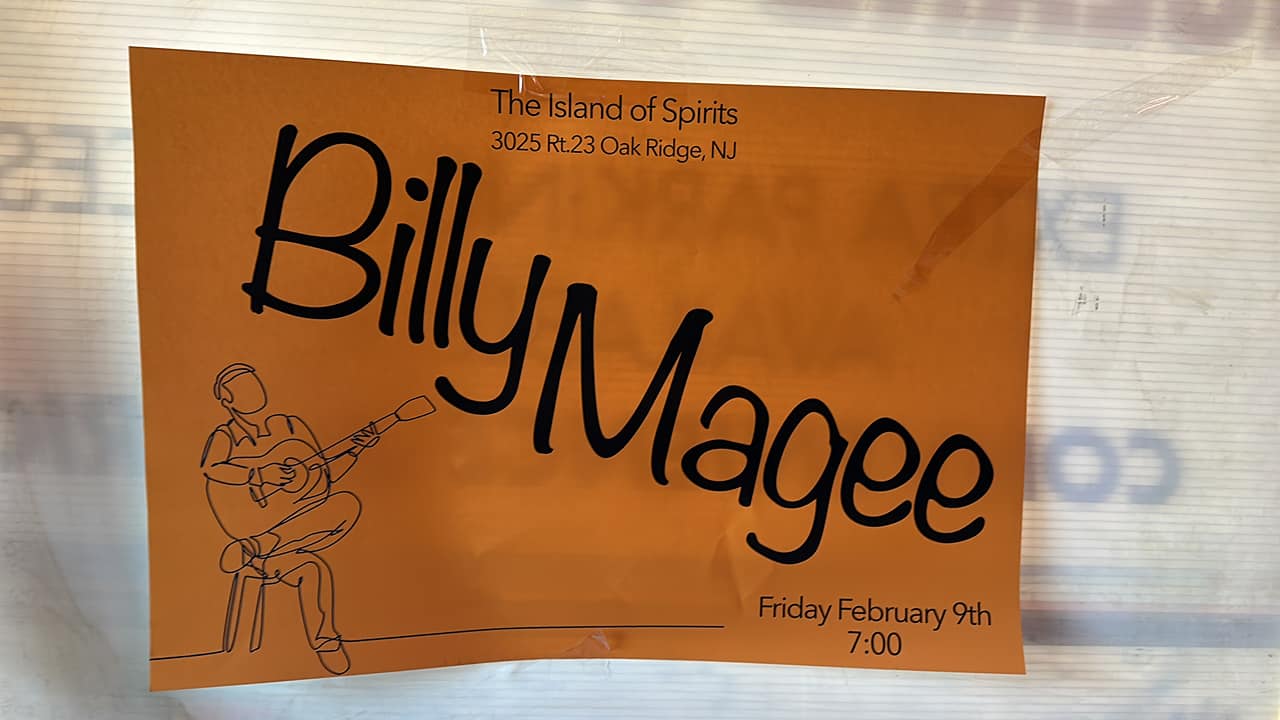 The Island of Spirits
3025 Rt.23 Oak Ridge, NJ
Billy Magee
Friday February 9th
7:00